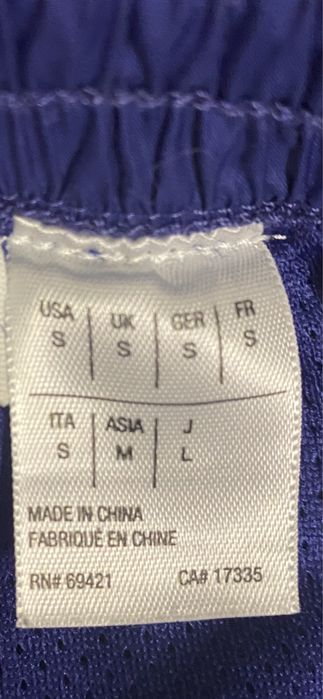 USA | UK | GER | FR
S | S | S | S
ITA | ASIA | J
S | M | L
MADE IN CHINA
FABRIQUÉ EN CHINE
RN# 69421 CA# 17335